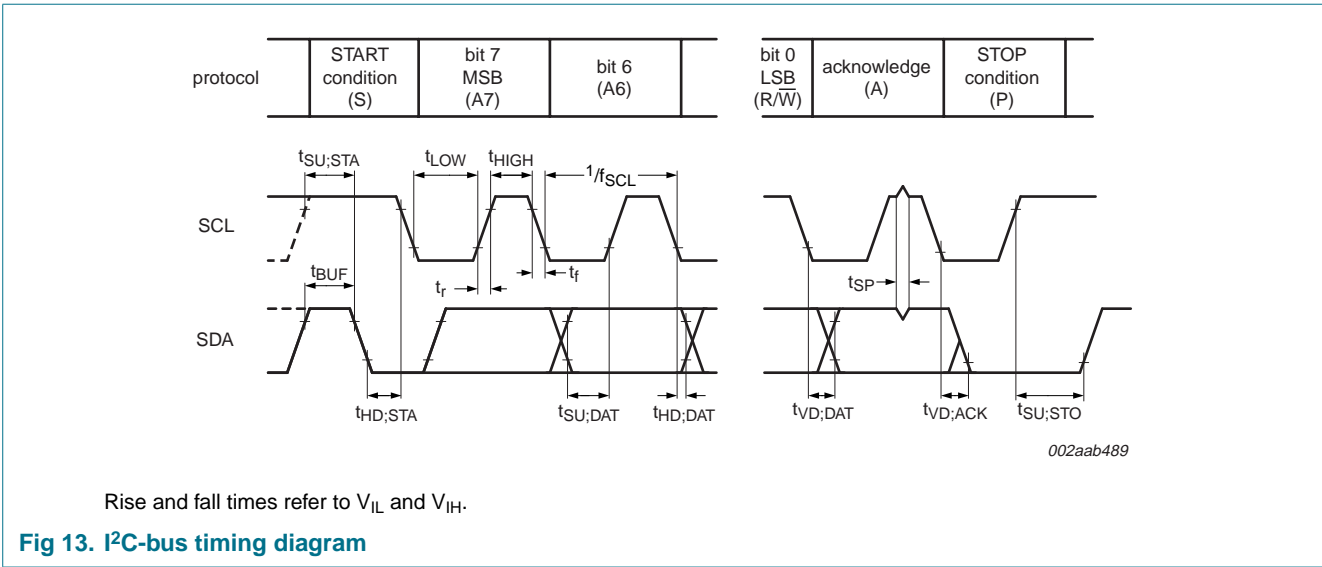 protocol
START
condition
(S)
bit 7
MSB
(A7)
bit 6
(A6)
bit 0
LSB
(R/W̅)
acknowledge
(A)
STOP
condition
(P)
tSU;STA
tLOW
tHIGH
1/fSCL
SCL
tBUF
tr
tf
tSP
SDA
tHD;STA
tSU;DAT
tHD;DAT
tVD;DAT
tVD;ACK
tSU;STO
002aab489
Rise and fall times refer to VIL and VIH.
Fig 13. I²C-bus timing diagram